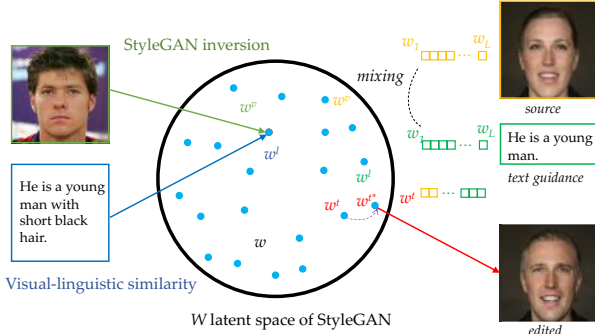 StyleGAN inversion
He is a young
man with
short black
hair.
Visual-linguistic similarity
w^v
w^l
w
w^v
w^l
w^t
w^{t*}
W latent space of StyleGAN
mixing
w_1
...
w_L
source
w_1
...
w_L
He is a young
man.
text guidance
w^t
...
edited